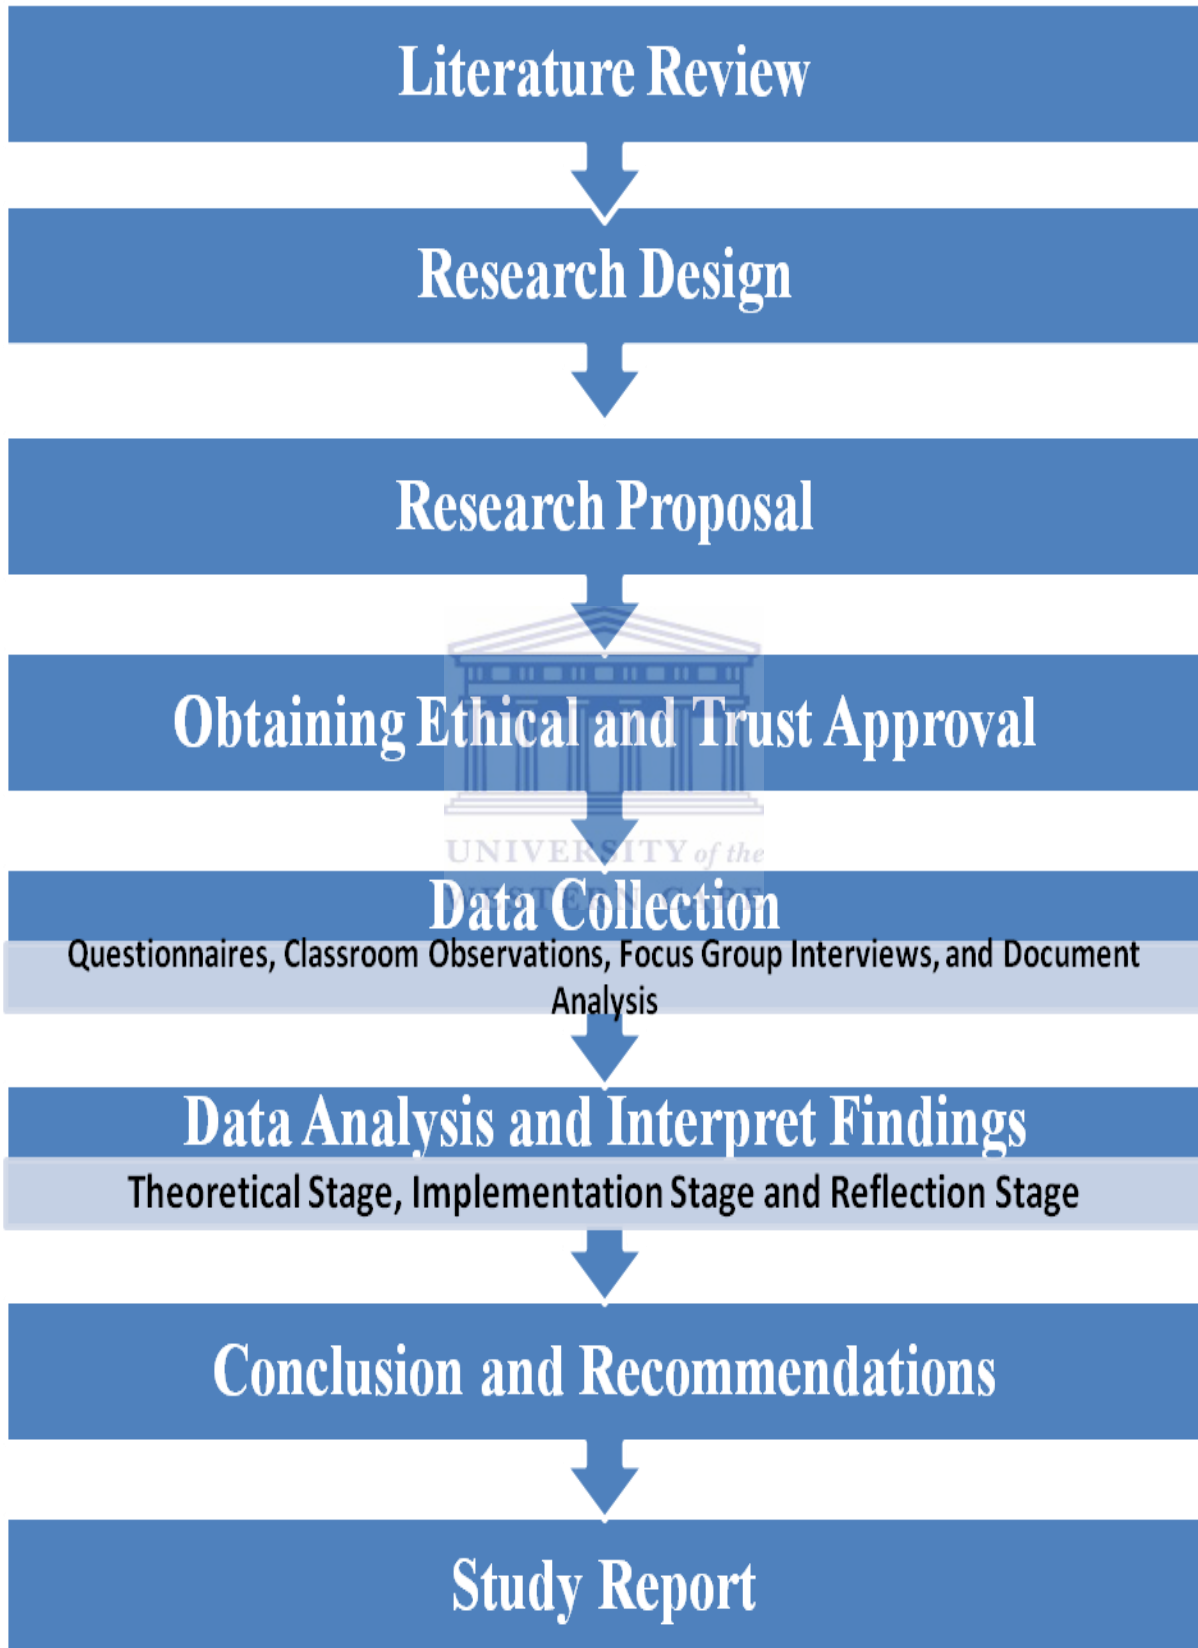 Literature Review
Research Design
Research Proposal
Obtaining Ethical and Trust Approval
UNIVERSITY of the
WESTERN CAPE
Data Collection
Questionnaires, Classroom Observations, Focus Group Interviews, and Document
Analysis
Data Analysis and Interpret Findings
Theoretical Stage, Implementation Stage and Reflection Stage
Conclusion and Recommendations
Study Report